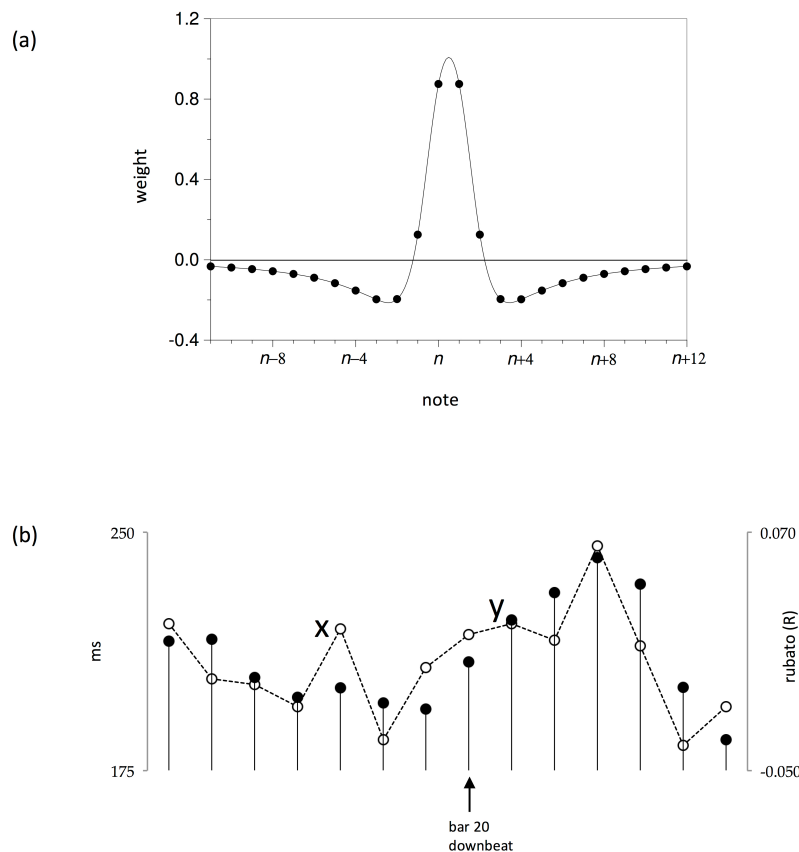 (a)
1.2
0.8
0.4
0.0
-0.4
weight
n–8
n–4
n
n+4
n+8
n+12
note
(b)
250
175
ms
x
y
0.070
-0.050
rubato (R)
bar 20
downbeat